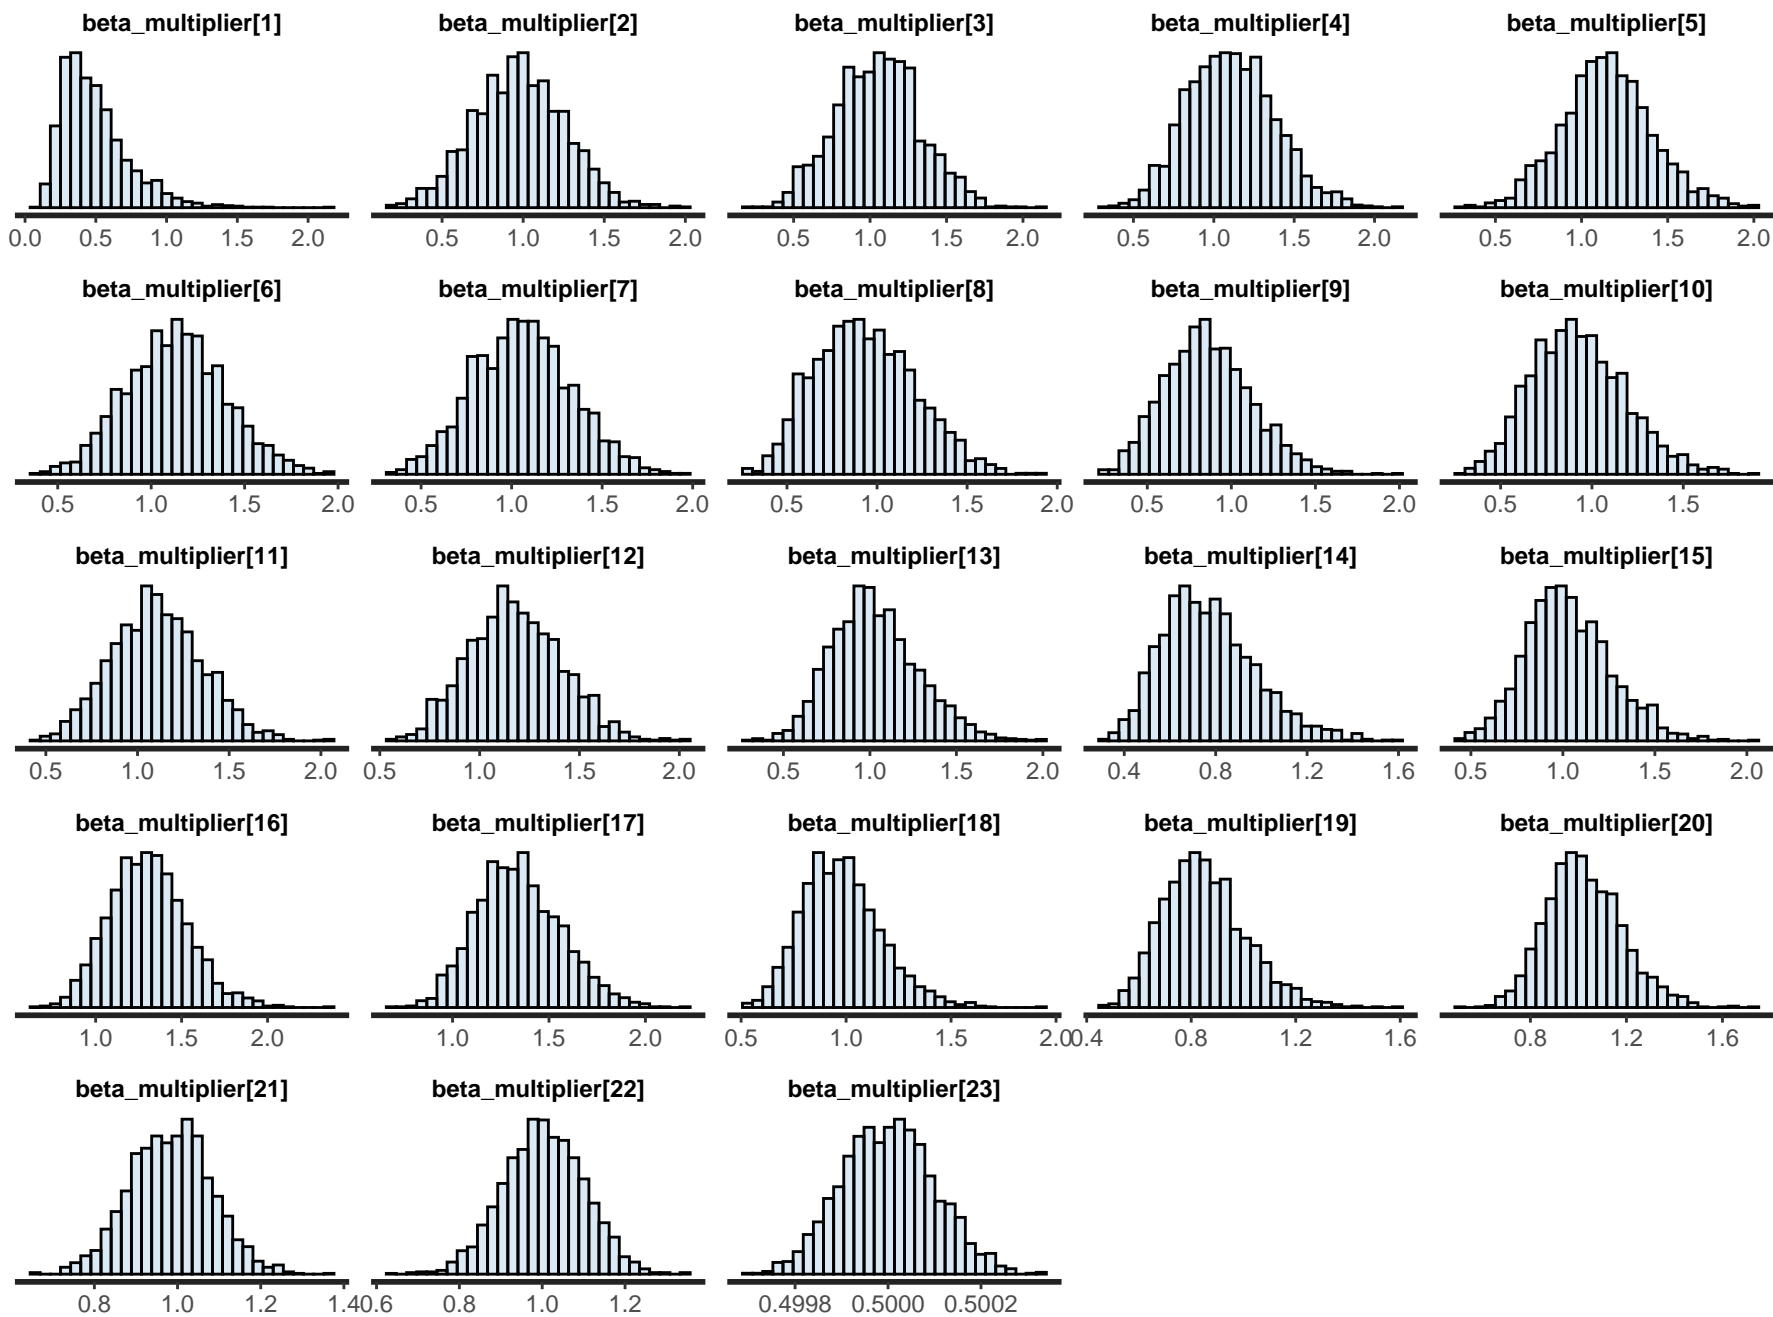 beta_multiplier[1] beta_multiplier[2] beta_multiplier[3] beta_multiplier[4] beta_multiplier[5]
0.0 0.5 1.0 1.5 2.0 0.5 1.0 1.5 2.0 0.5 1.0 1.5 2.0 0.5 1.0 1.5 2.0 0.5 1.0 1.5 2.0
beta_multiplier[6] beta_multiplier[7] beta_multiplier[8] beta_multiplier[9] beta_multiplier[10]
0.5 1.0 1.5 2.0 0.5 1.0 1.5 2.0 0.5 1.0 1.5 2.0 0.5 1.0 1.5 2.0 0.5 1.0 1.5
beta_multiplier[11] beta_multiplier[12] beta_multiplier[13] beta_multiplier[14] beta_multiplier[15]
0.5 1.0 1.5 2.0 0.5 1.0 1.5 2.0 0.5 1.0 1.5 2.0 0.4 0.8 1.2 1.6 0.5 1.0 1.5 2.0
beta_multiplier[16] beta_multiplier[17] beta_multiplier[18] beta_multiplier[19] beta_multiplier[20]
1.0 1.5 2.0 1.0 1.5 2.0 0.5 1.0 1.5 2.0 0.4 0.8 1.2 1.6 0.8 1.2 1.6
beta_multiplier[21] beta_multiplier[22] beta_multiplier[23]
0.8 1.0 1.2 1.4 0.6 0.8 1.0 1.2 0.4998 0.5000 0.5002